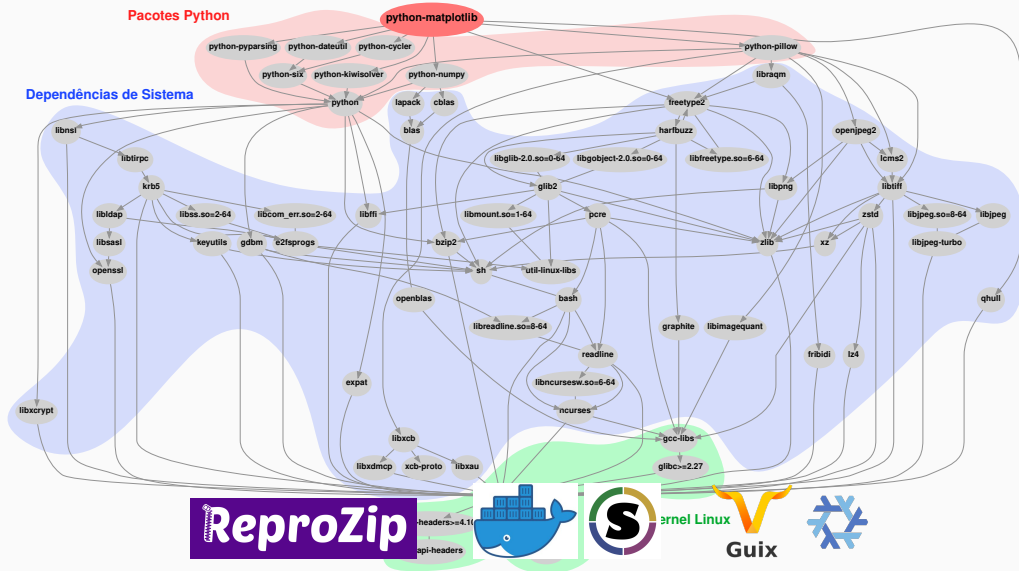 Pacotes Python
python-matplotlib
python-pyparsing
python-dateutil
python-cycler
python-pillow
python-six
python-kiwisolver
python-numpy
libraqm
Dependências de Sistema
python
lapack
cblas
freetype2
libnsl
blas
harfbuzz
openjpeg2
libtirpc
libglib-2.0.so=0-64
libgobject-2.0.so=0-64
libfreetype.so=6-64
lcms2
krb5
glib2
libpng
libtiff
libldap
libss.so=2-64
libcom_err.so=2-64
libffi
libmount.so=1-64
pcre
zstd
libjpeg.so=8-64
libjpeg
libsasl
keyutils
gdbm
e2fsprogs
bzip2
zlib
xz
libjpeg-turbo
openssl
sh
util-linux-libs
openblas
bash
qhull
libreadline.so=8-64
graphite
libimagequant
readline
fribidi
lz4
expat
libncursesw.so=6-64
libxcrypt
ncurses
libxcb
gcc-libs
libxdmcp
xcb-proto
libxau
glibc>=2.27
ReproZip
-headers>=4.10
S
ernel Linux
api-headers
Guix